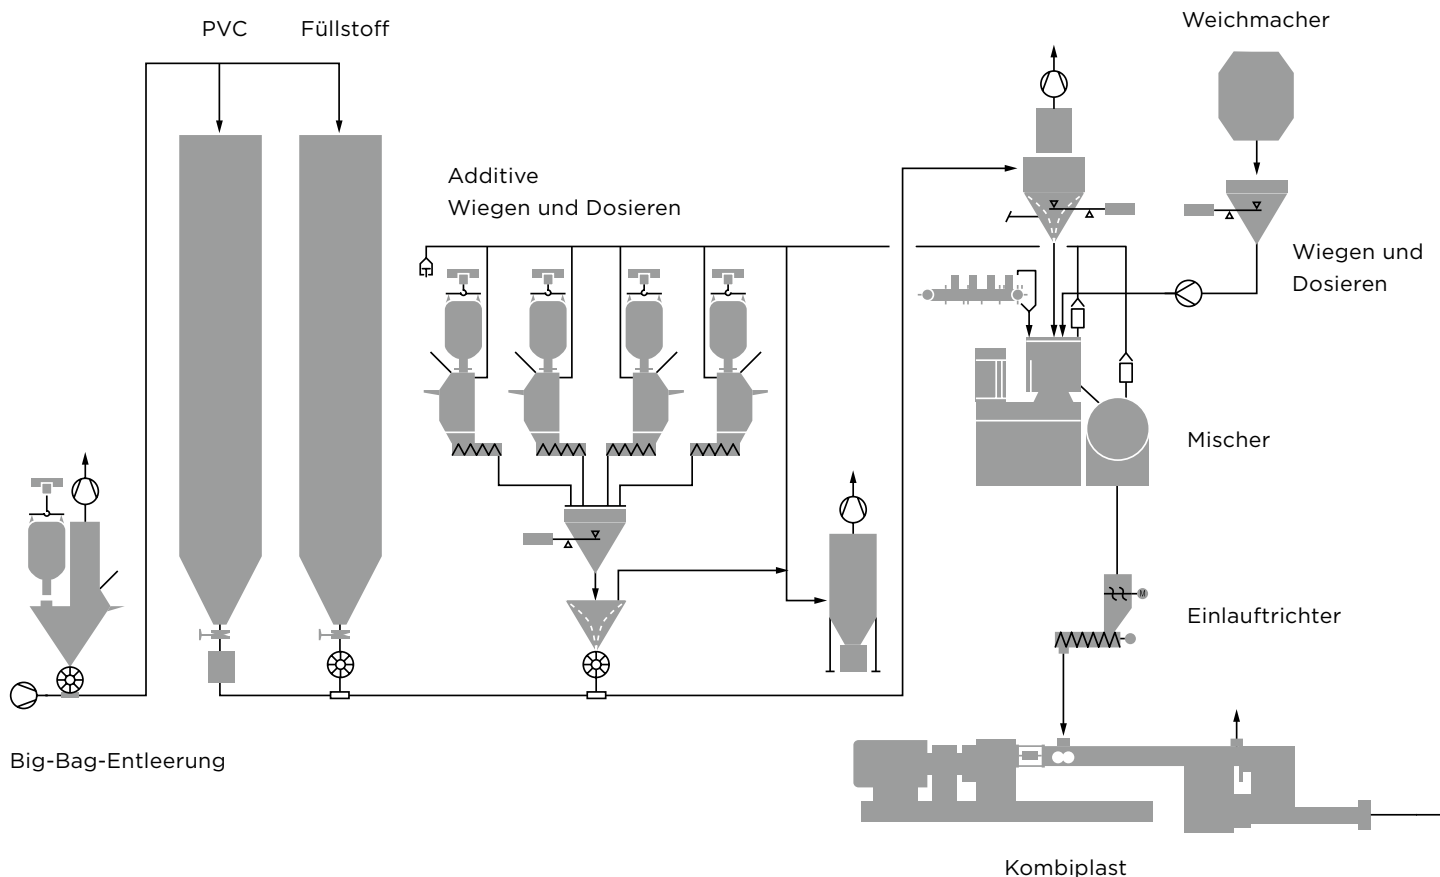 Weichmacher
PVC
Füllstoff
Additive
Wiegen und Dosieren
Wiegen und
Dosieren
Mischer
M
Einlauftrichter
Big-Bag-Entleerung
Kombiplast